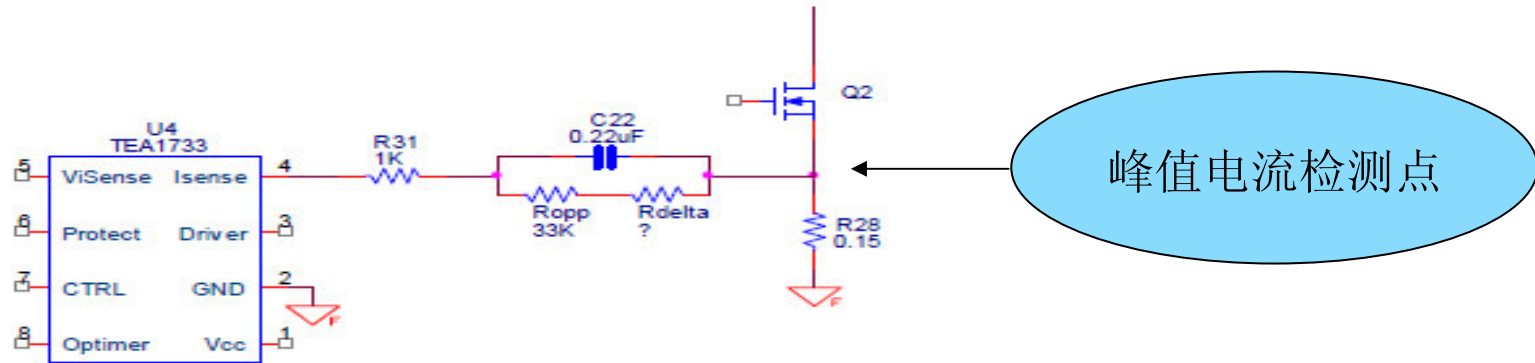 Q2
C22
0.22uF
U4
TEA1733
R31
1K
5 ViSense Isense 4
峰值电流检测点
Ropp
33K
Rdelta
?
6 Protect Driver 3
R28
0.15
7 CTRL GND 2
F
F
8 Optimer Vcc 1